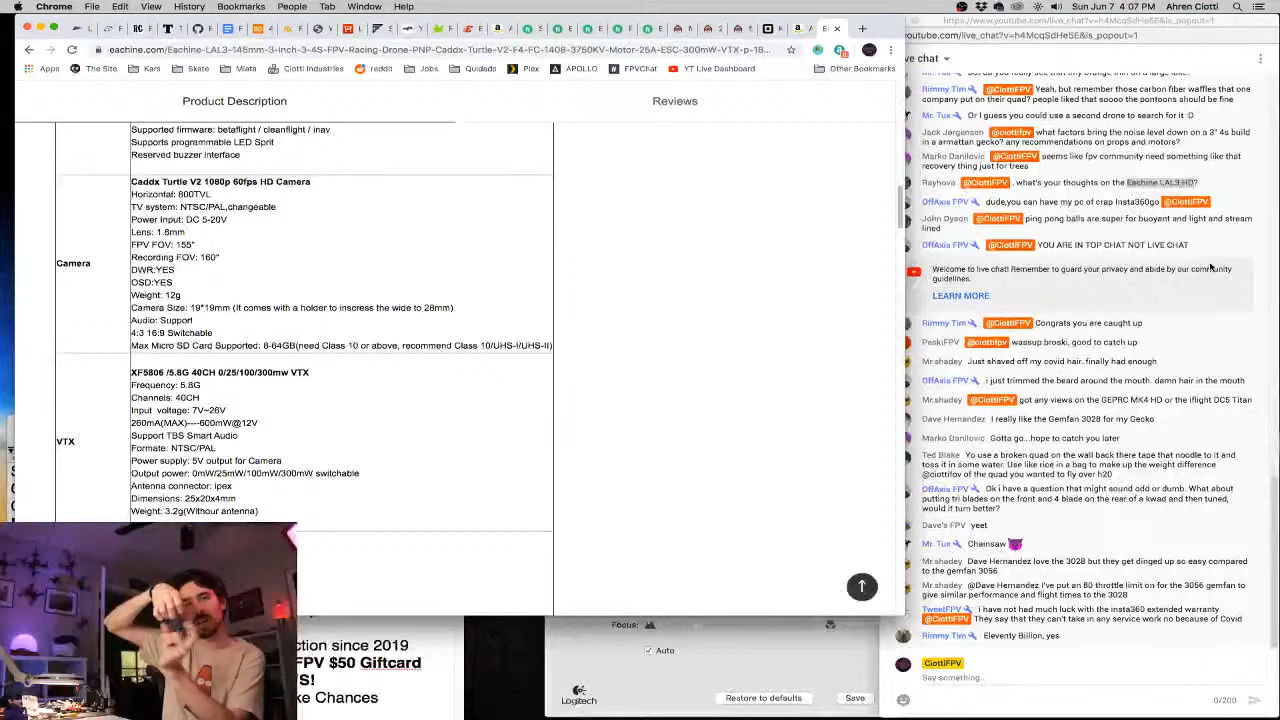 Chrome File Edit View History Bookmarks People Tab Window Help
Sun Jun 7 4:07 PM Ahren Ciotti
https://www.youtube.com/live_chat?v=h4McqSdHe5E&is_popout=1
youtube.com/live_chat?v=h4McqSdHe5E&is_popout=1
eachine.com/Eachine-LAL3-145mm-3-Inch-3-4S-FPV-Racing-Drone-PNP-Caddx-Turtle-V2-F4-FC-1408-3750KV-Motor-25A-ESC-300mW-VTX-p-18...
Apps The Site Skate Miata Ciotti Industries reddit Jobs Quidads Plex APOLLO FPVChat YT Live Dashboard Other Bookmarks
Product Description
Reviews
Supported firmware: betaflight / cleanflight / inav
Supports programmable LED Sprit
Reserved buzzer interface
Camera
Caddx Turtle V2 1080p 60fps HD Camera
Horizontal: 800TVL
TV system: NTSC/PAL,changeable
Power Input: DC 5-20V
Lens: 1.8mm
FPV FOV: 155°
Recording FOV: 160°
DWR:YES
OSD:YES
Weight: 12g
Camera Size: 19*19mm (it comes with a holder to inscress the wide to 28mm)
Audio: Support
4:3 16:9 Switchable
Max Micro SD Card Supported: 8-64GB(need Class 10 or above, recommend Class 10/UHS-I/UHS-II)
VTX
XF5806 /5.8G 40CH 0/25/100/300mw VTX
Frequency: 5.8G
Channels: 40CH
Input voltage: 7V~26V
260mA(MAX)----600mW@12V
Support TBS Smart Audio
Formate: NTSC/PAL
Power supply: 5V output for Camera
Output power: 0mW/25mW/100mW/300mW switchable
Antenna connector: ipex
Dimensions: 25x20x4mm
Weight: 3.2g(Withour antenna)
ction since 2019
FPV $50 Giftcard
S!
ke Chances
Focus:
Auto
Logitech
Restore to defaults
Save
ve chat
Rimmy Tim @CiottiFPV Yeah, but remember those carbon fiber waffles that one
company put on their quad? people liked that soooo the pontoons should be fine
Mr. Tux Or I guess you could use a second drone to search for it :D
Jack Jergensen @ciottifpv what factors bring the noise level down on a 3" 4s build
in a armattan gecko? any recommendations on props and motors?
Marko Danilovic @CiottiFPV seems like fpv community need something like that
recovery thing just for trees
Rayhova @CiottiFPV . what's your thoughts on the Eachine LAL3 HD?
OffAxis FPV dude,you can have my pc of crap Insta360go @CiottiFPV
John Dyson @CiottiFPV ping pong balls are super for buoyent and light and stream
lined
OffAxis FPV @CiottiFPV YOU ARE IN TOP CHAT NOT LIVE CHAT
Welcome to live chat! Remember to guard your privacy and abide by our community
guidelines.
LEARN MORE
Rimmy Tim @CiottiFPV Congrats you are caught up
PeskiFPV @ciottifpv wassup broski, good to catch up
Mr.shadey Just shaved off my covid hair. finally had enough
OffAxis FPV i just trimmed the beard around the mouth. damn hair in the mouth
Mr.shadey @CiottiFPV got any views on the GEPRC MK4 HD or the iflight DC5 Titan
Dave Hernandez I really like the Gemfan 3028 for my Gecko
Marko Danilovic Gotta go...hope to catch you later
Ted Blake Yo use a broken quad on the wall back there tape that noodle to it and
toss it in some water. Use like rice in a bag to make up the weight difference
@ciottifov of the quad you wanted to fly over h20
OffAxis FPV Ok i have a question that might sound odd or dumb. What about
putting tri blades on the front and 4 blade on the rear of a kwad and then tuned,
would it turn better?
Dave's FPV yeet
Mr. Tux Chainsaw
Mr.shadey Dave Hernandez love the 3028 but they get dinged up so easy compared
to the gemfan 3056
Mr.shadey @Dave Hernandez I've put an 80 throttle limit on for the 3056 gemfan to
give similar performance and flight times to the 3028
TweetFPV i have not had much luck with the insta360 extended warranty
@CiottiFPV They say that they can't take in any service work no because of Covid
Rimmy Tim Eleventy Billion, yes
CiottiFPV
Say something...
0/200